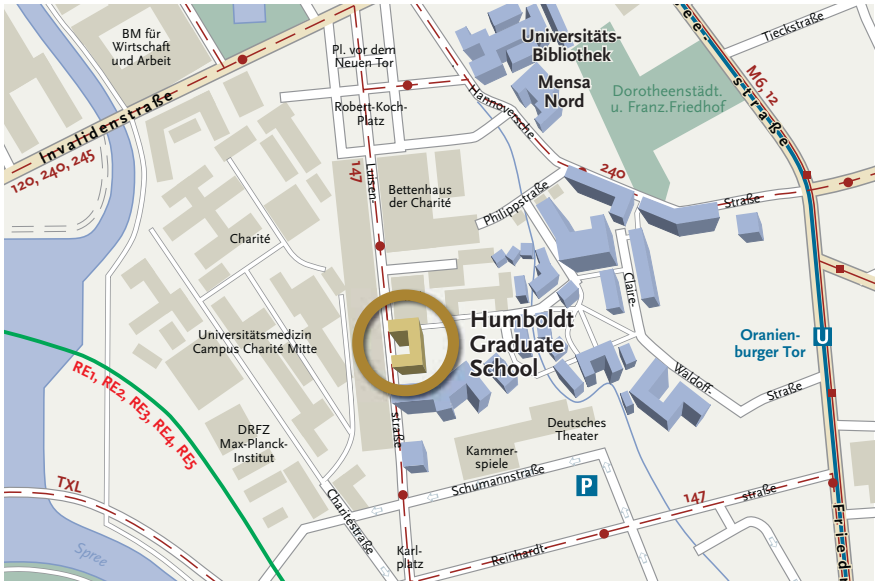 BM für
Wirtschaft
und Arbeit
Pl. vor dem
Neuen Tor
Universitäts-
Bibliothek
Mensa
Nord
Tieckstraße
ee-
straße
M6, 12
Dorotheenstädt.
u. Franz.Friedhof
Invalidenstraße
120, 240, 245
Robert-Koch-
Platz
Hannoversche
240
Straße
147
Luisen-
Bettenhaus
der Charité
Philippstraße
Charité
Claire-
Universitätsmedizin
Campus Charité Mitte
Humboldt
Graduate
School
Oranien-
burger Tor
U
Waldoff.
Straße
RE1, RE2, RE3, RE4, RE5
DRFZ
Max-Planck-
Institut
straße
Deutsches
Theater
Kammer-
spiele
Schumannstraße
P
TXL
Charitéstraße
147
straße
Spree
Karl-
platz
Reinhardt-
Fried